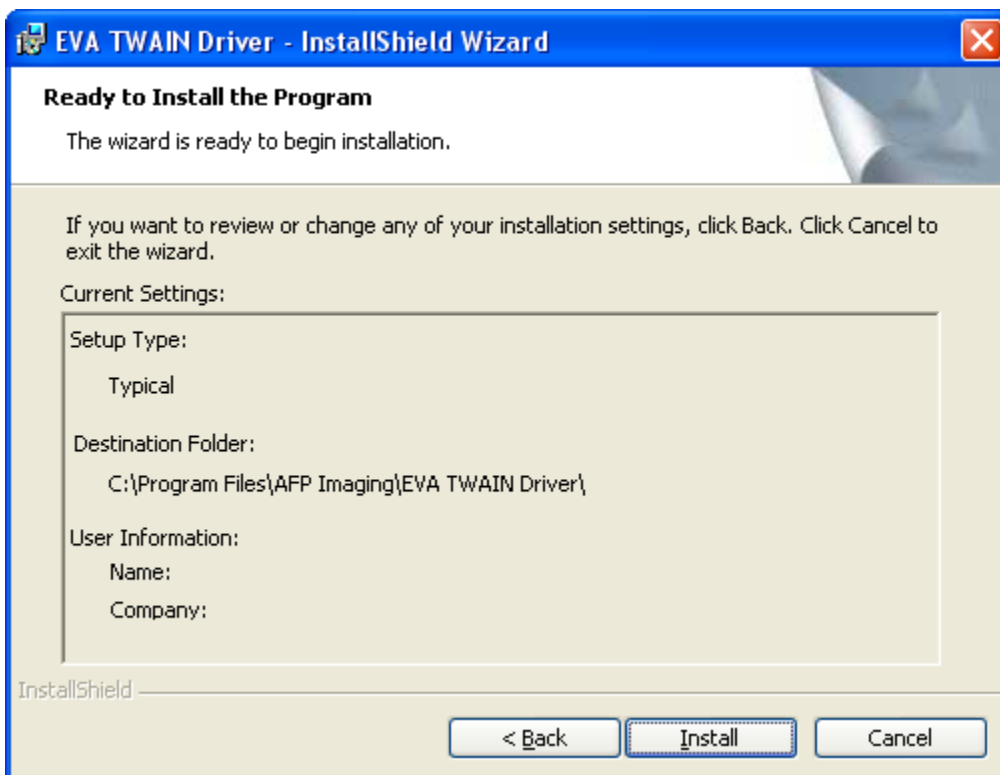 EVA TWAIN Driver - InstallShield Wizard
Ready to Install the Program
The wizard is ready to begin installation.
If you want to review or change any of your installation settings, click Back. Click Cancel to
exit the wizard.
Current Settings:
Setup Type:
Typical
Destination Folder:
C:\Program Files\AFP Imaging\EVA TWAIN Driver\
User Information:
Name:
Company:
InstallShield
< Back
Install
Cancel